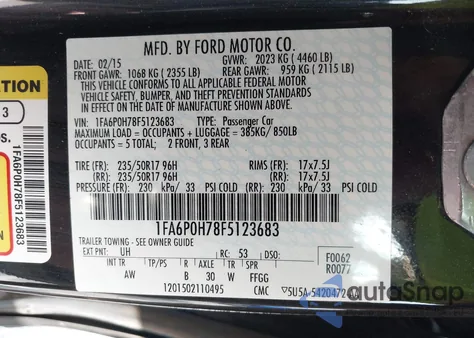 MFD. BY FORD MOTOR CO.
02/15
GVWR: 2023 KG ( 4460 LB)
FRONT GAWR: 1068 KG ( 2355 LB)
REAR GAWR: 959 KG ( 2115 LB)
THIS VEHICLE CONFORMS TO ALL APPLICABLE FEDERAL MOTOR
VEHICLE SAFETY, BUMPER, AND THEFT PREVENTION STANDARDS
IN EFFECT ON THE DATE OF MANUFACTURE SHOWN ABOVE.
VIN: 1FA6P0H78F5123683
TYPE: Passenger Car
MAXIMUM LOAD = OCCUPANTS + LUGGAGE = 385KG/ 850LB
OCCUPANTS = 5 TOTAL: 2 FRONT, 3 REAR
TIRE (FR): 235/50R17 96H RIMS (FR): 17x7.5J
(RR): 235/50R17 96H (RR): 17x7.5J
PRESSURE (FR): 230 kPa/ 33 PSI COLD (RR): 230 kPa/ 33 PSI COLD
1FA6P0H78F5123683
TRAILER TOWING - SEE OWNER GUIDE
EXT PNT: UH RC: 53
INT TR TP/PS R AXLE TR
AW B 30 W FFGG
F0062
R0077
1201502110495
CMC
3
1FA6P0H78F5123683
autoSnap